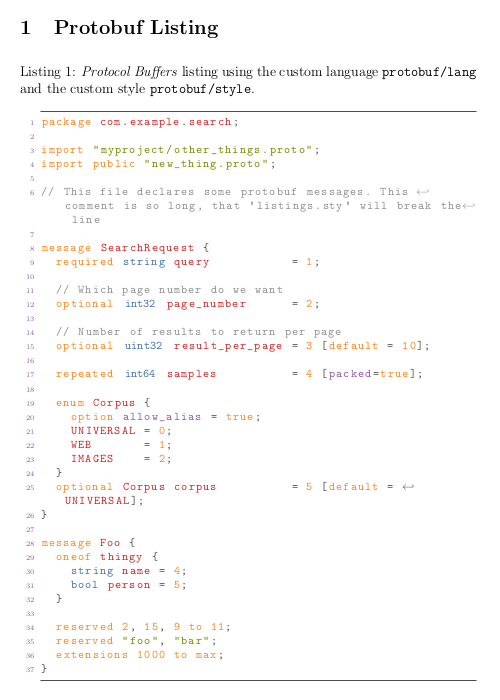 1 Protobuf Listing
Listing 1: Protocol Buffers listing using the custom language protobuf/lang
and the custom style protobuf/style.
1 package com.example.search;
2
3 import "myproject/other_things.proto";
4 import public "new_thing.proto";
5
6 // This file declares some protobuf messages. This ↩
comment is so long, that 'listings.sty' will break the↩
line
7
8 message SearchRequest {
9   required string query           = 1;
10
11   // Which page number do we want
12   optional int32 page_number      = 2;
13
14   // Number of results to return per page
15   optional uint32 result_per_page = 3 [default = 10];
16
17   repeated int64 samples          = 4 [packed=true];
18
19   enum Corpus {
20     option allow_alias = true;
21     UNIVERSAL = 0;
22     WEB       = 1;
23     IMAGES    = 2;
24   }
25   optional Corpus corpus          = 5 [default = ↩
UNIVERSAL];
26 }
27
28 message Foo {
29   oneof thingy {
30     string name = 4;
31     bool person = 5;
32   }
33
34   reserved 2, 15, 9 to 11;
35   reserved "foo", "bar";
36   extensions 1000 to max;
37 }